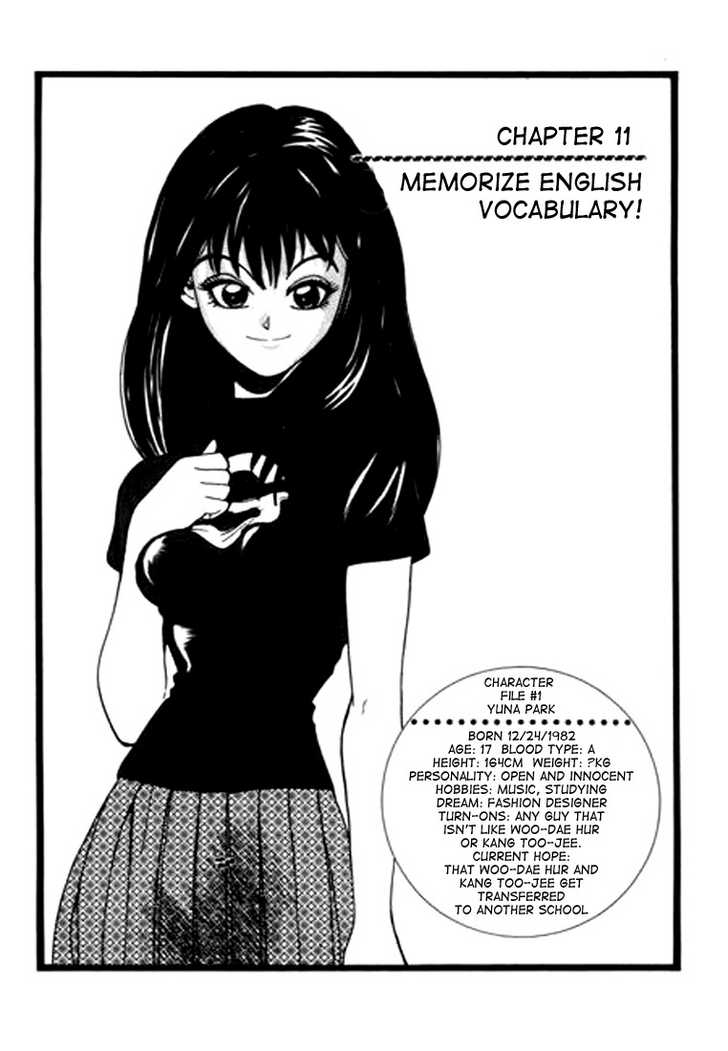 CHAPTER 11
MEMORIZE ENGLISH
VOCABULARY!
CHARACTER
FILE #1
YUNA PARK
BORN 12/24/1982
AGE: 17 BLOOD TYPE: A
HEIGHT: 164CM WEIGHT: ?KG
PERSONALITY: OPEN AND INNOCENT
HOBBIES: MUSIC, STUDYING
DREAM: FASHION DESIGNER
TURN-ONS: ANY GUY THAT
ISN'T LIKE WOO-DAE HUR
OR KANG TOO-JEE.
CURRENT HOPE:
THAT WOO-DAE HUR AND
KANG TOO-JEE GET
TRANSFERRED
TO ANOTHER SCHOOL